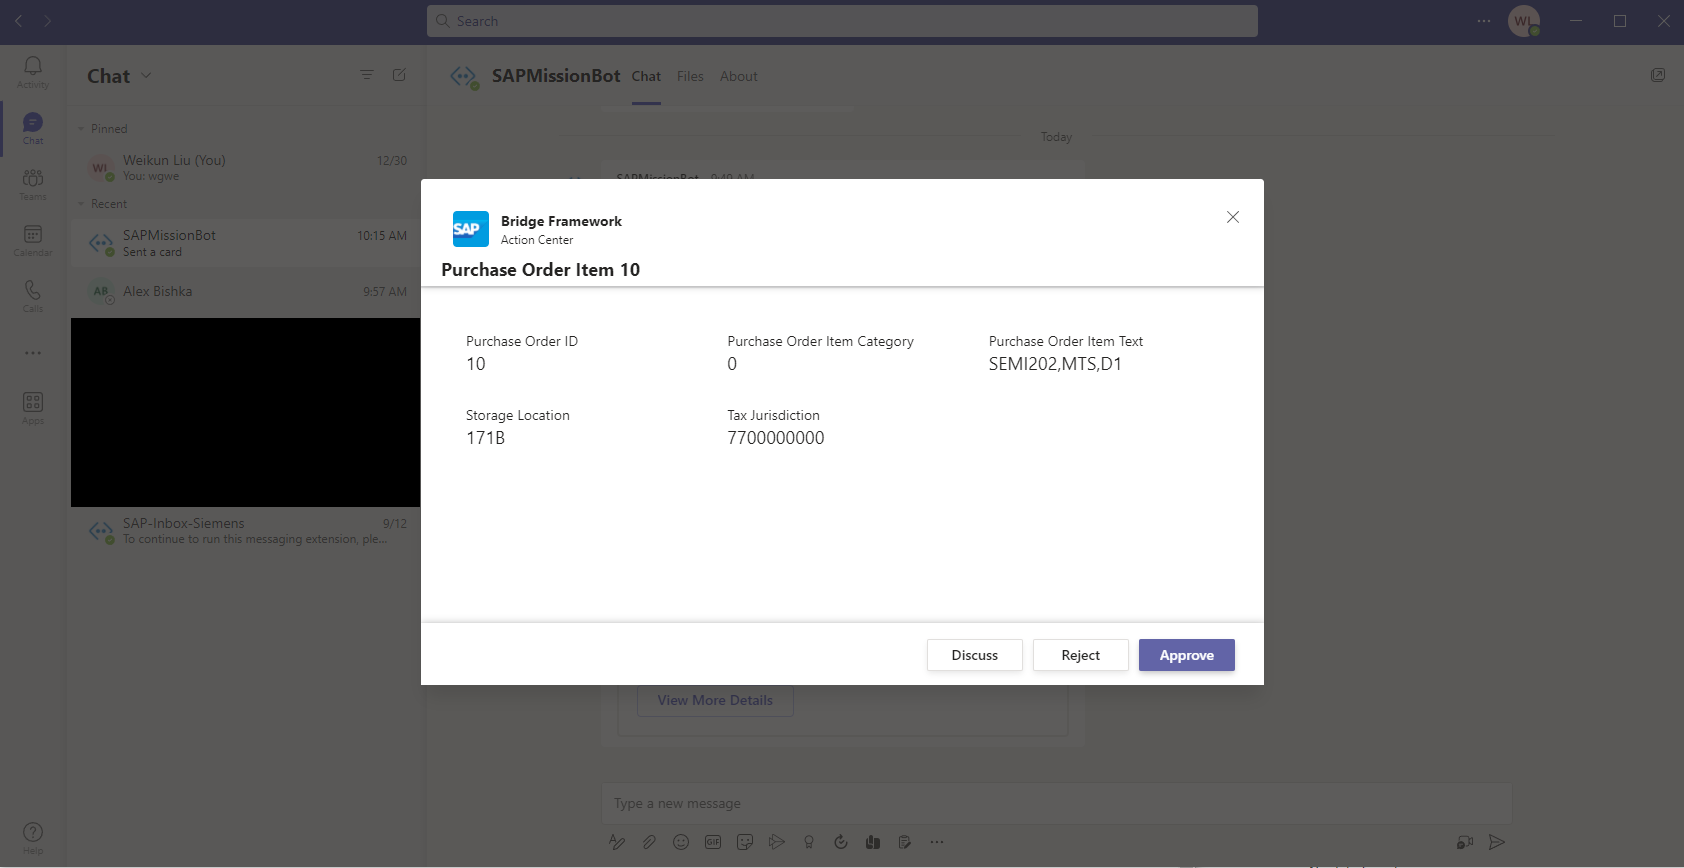 Search
WL
Activity
Chat
Teams
Calendar
Calls
Apps
Help
Chat
Pinned
WL
Weikun Liu (You)
12/30
You: wgwe
Recent
SAPMissionBot
10:15 AM
Sent a card
AB
Alex Bishka
9:57 AM
SAP-Inbox-Siemens
9/12
To continue to run this messaging extension, ple...
SAPMissionBot
Chat
Files
About
Today
SAPMissionBot 9:49 AM
SAP
Bridge Framework
Action Center
Purchase Order Item 10
Purchase Order ID
10
Purchase Order Item Category
0
Purchase Order Item Text
SEMI202,MTS,D1
Storage Location
171B
Tax Jurisdiction
7700000000
Discuss
Reject
Approve
View More Details
Type a new message
GIF